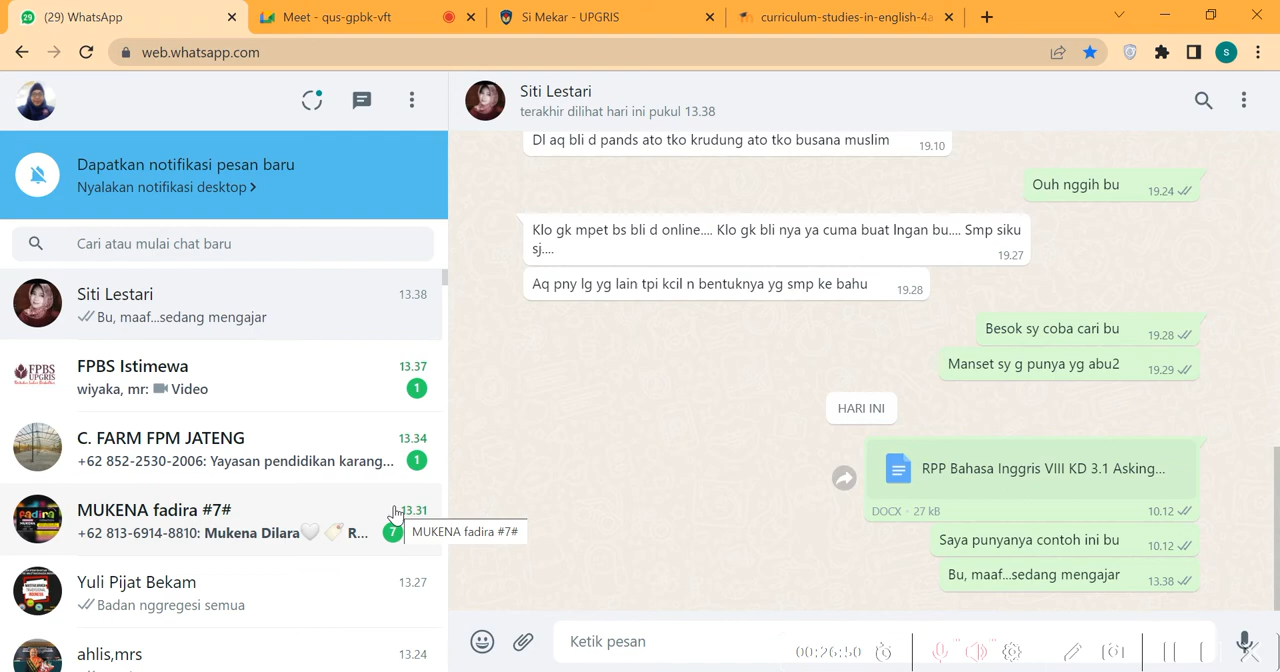 (29) WhatsApp
Meet - qus-gpbk-vft
Si Mekar - UPGRIS
curriculum-studies-in-english-4a
web.whatsapp.com
s
Siti Lestari
terakhir dilihat hari ini pukul 13.38
Dapatkan notifikasi pesan baru
Nyalakan notifikasi desktop >
Cari atau mulai chat baru
Siti Lestari 13.38
Bu, maaf...sedang mengajar
FPBS Istimewa 13.37
wiyaka, mr: Video 1
C. FARM FPM JATENG 13.34
+62 852-2530-2006: Yayasan pendidikan karang... 1
MUKENA fadira #7# 13.31
+62 813-6914-8810: Mukena Dilara🤍 🏷️ R... 7
MUKENA fadira #7#
Yuli Pijat Bekam 13.27
Badan nggregesi semua
ahlis,mrs 13.24
Dl aq bli d pands ato tko krudung ato tko busana muslim 19.10
Ouh nggih bu 19.24
Klo gk mpet bs bli d online.... Klo gk bli nya ya cuma buat lngan bu.... Smp siku
sj.... 19.27
Aq pny lg yg lain tpi kcil n bentuknya yg smp ke bahu 19.28
Besok sy coba cari bu 19.28
Manset sy g punya yg abu2 19.29
HARI INI
RPP Bahasa Inggris VIII KD 3.1 Asking...
DOCX • 27 kB 10.12
Saya punyanya contoh ini bu 10.12
Bu, maaf...sedang mengajar 13.38
Ketik pesan
00:26:50